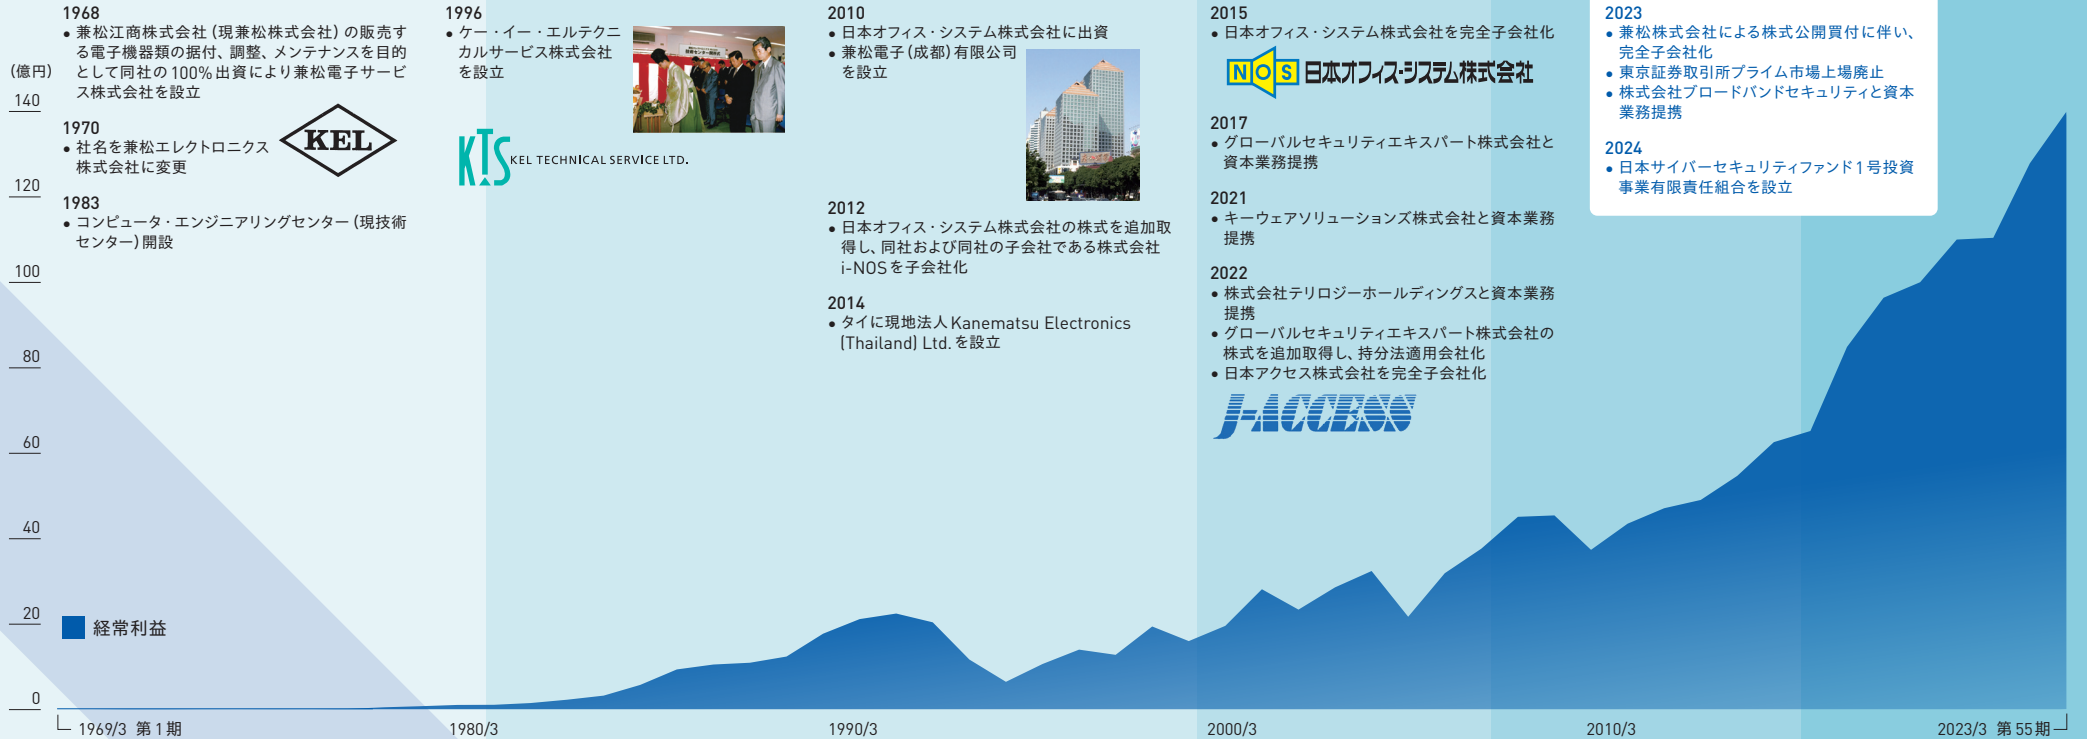 1968
● 兼松江商株式会社（現兼松株式会社）の販売す
る電子機器類の据付、調整、メンテナンスを目的
として同社の100%出資により兼松電子サービ
ス株式会社を設立
1970
● 社名を兼松エレクトロニクス
株式会社に変更
KEL
1983
● コンピュータ・エンジニアリングセンター（現技術
センター）開設
1996
● ケー・イー・エルテクニ
カルサービス株式会社
を設立
KTS KEL TECHNICAL SERVICE LTD.
2010
● 日本オフィス・システム株式会社に出資
● 兼松電子（成都）有限公司
を設立
2012
● 日本オフィス・システム株式会社の株式を追加取
得し、同社および同社の子会社である株式会社
i-NOSを子会社化
2014
● タイに現地法人Kanematsu Electronics
(Thailand) Ltd.を設立
2015
● 日本オフィス・システム株式会社を完全子会社化
NOS 日本オフィス・システム株式会社
2017
● グローバルセキュリティエキスパート株式会社と
資本業務提携
2021
● キーウェアソリューションズ株式会社と資本業務
提携
2022
● 株式会社テリロジーホールディングスと資本業務
提携
● グローバルセキュリティエキスパート株式会社の
株式を追加取得し、持分法適用会社化
● 日本アクセス株式会社を完全子会社化
J-ACCESS
2023
● 兼松株式会社による株式公開買付に伴い、
完全子会社化
● 東京証券取引所プライム市場上場廃止
● 株式会社ブロードバンドセキュリティと資本
業務提携
2024
● 日本サイバーセキュリティファンド1号投資
事業有限責任組合を設立
（億円）
140
120
100
80
60
40
20
0
経常利益
1969/3 第1期
1980/3
1990/3
2000/3
2010/3
2023/3 第55期